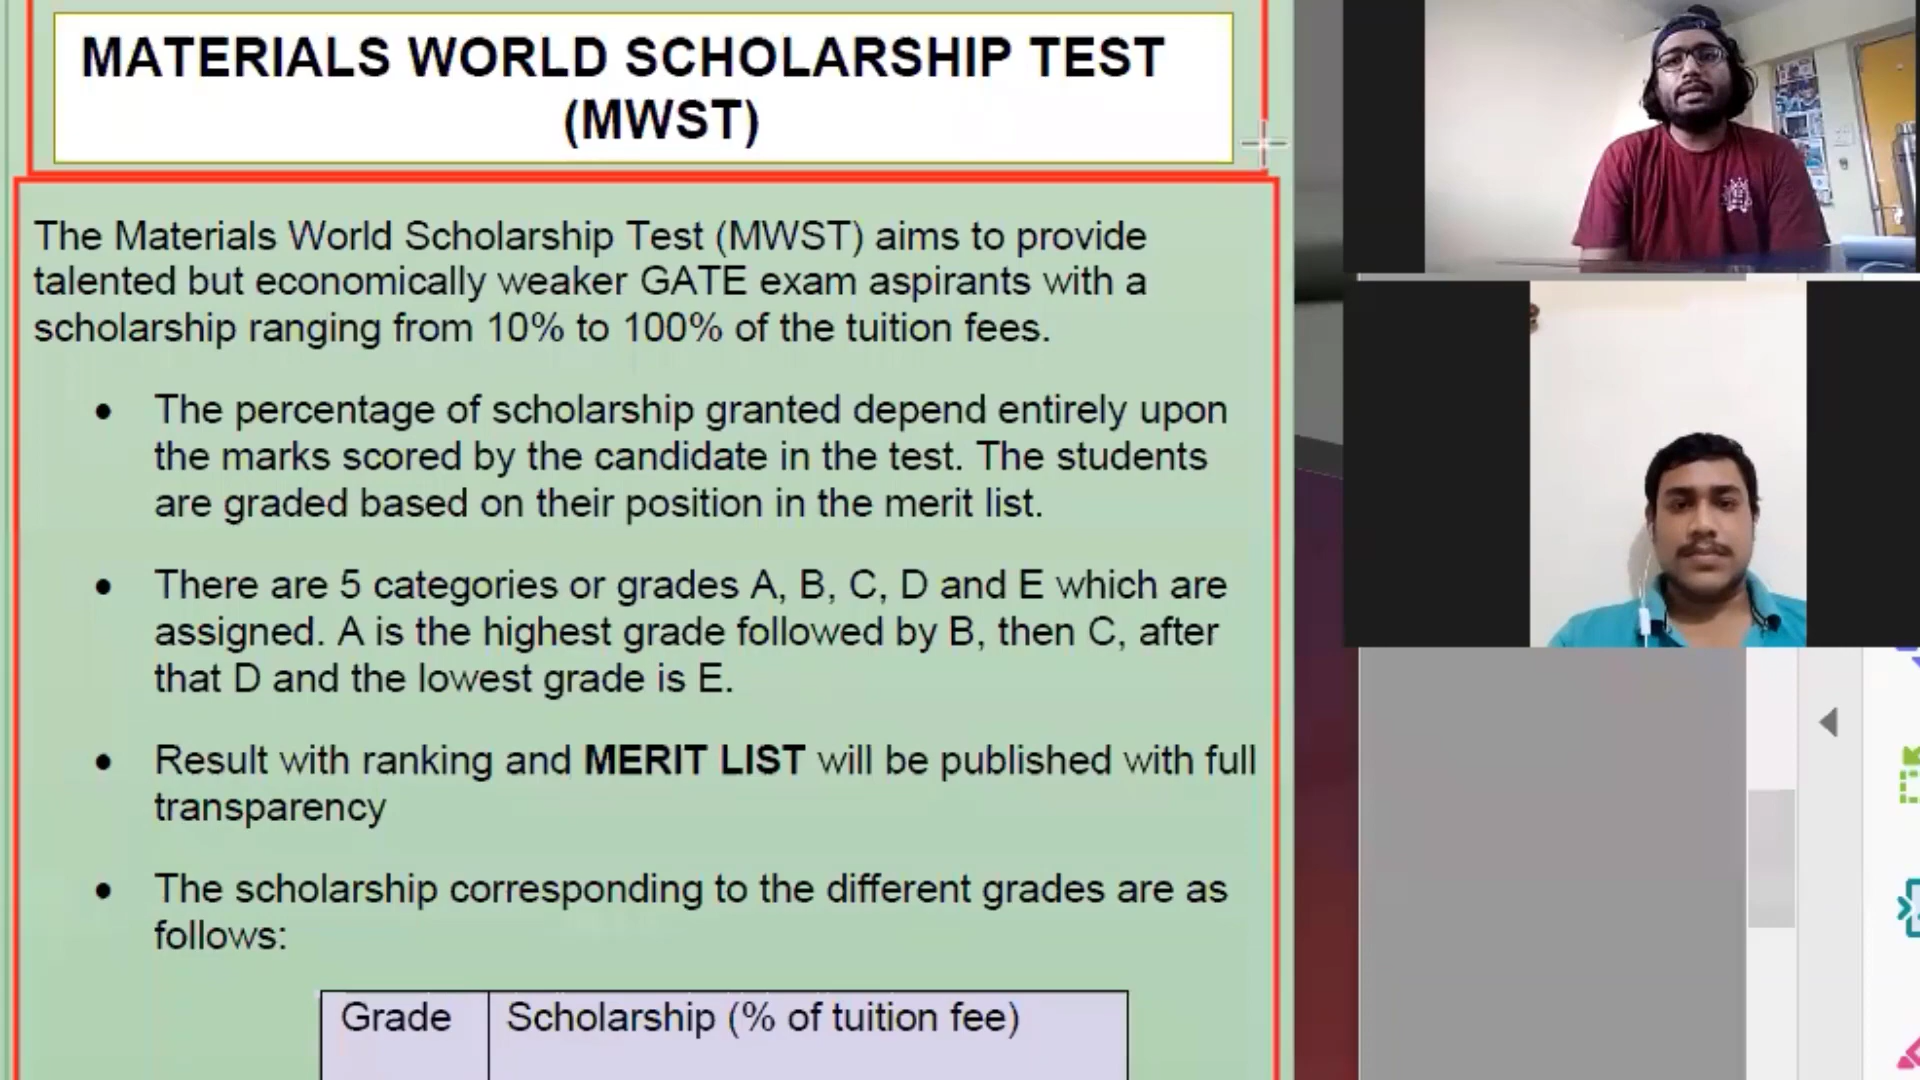 MATERIALS WORLD SCHOLARSHIP TEST
(MWST)
The Materials World Scholarship Test (MWST) aims to provide
talented but economically weaker GATE exam aspirants with a
scholarship ranging from 10% to 100% of the tuition fees.
• The percentage of scholarship granted depend entirely upon
the marks scored by the candidate in the test. The students
are graded based on their position in the merit list.
• There are 5 categories or grades A, B, C, D and E which are
assigned. A is the highest grade followed by B, then C, after
that D and the lowest grade is E.
• Result with ranking and MERIT LIST will be published with full
transparency
• The scholarship corresponding to the different grades are as
follows:
Grade Scholarship (% of tuition fee)